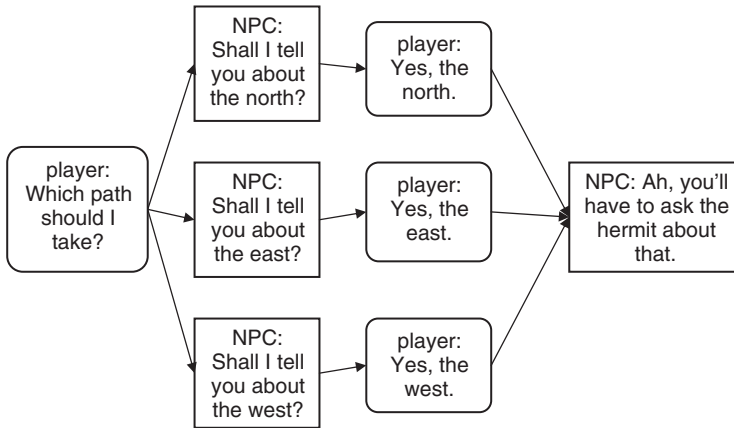 player:
Which path
should I
take?
NPC:
Shall I tell
you about
the north?
player:
Yes, the
north.
NPC:
Shall I tell
you about
the east?
player:
Yes, the
east.
NPC:
Shall I tell
you about
the west?
player:
Yes, the
west.
NPC: Ah, you’ll
have to ask the
hermit about
that.